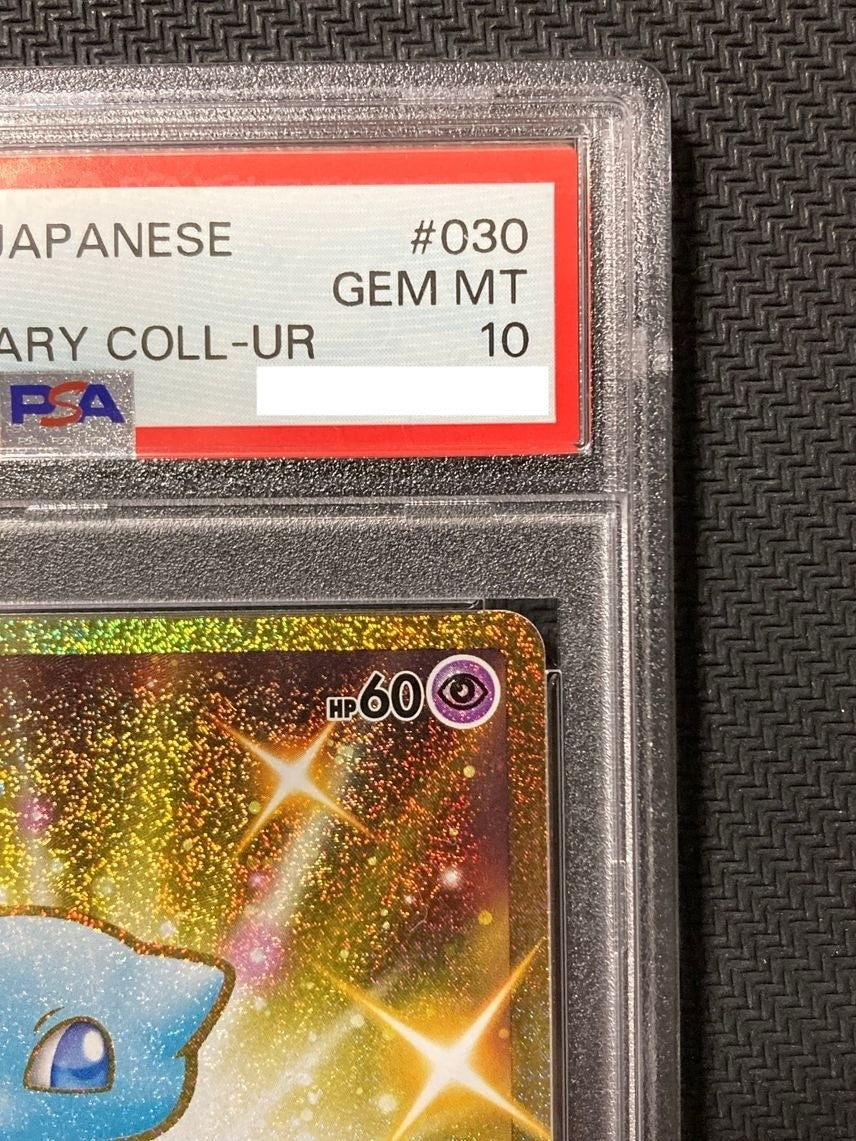 JAPANESE #030
GEM MT
ARY COLL-UR 10
PSA
HP60